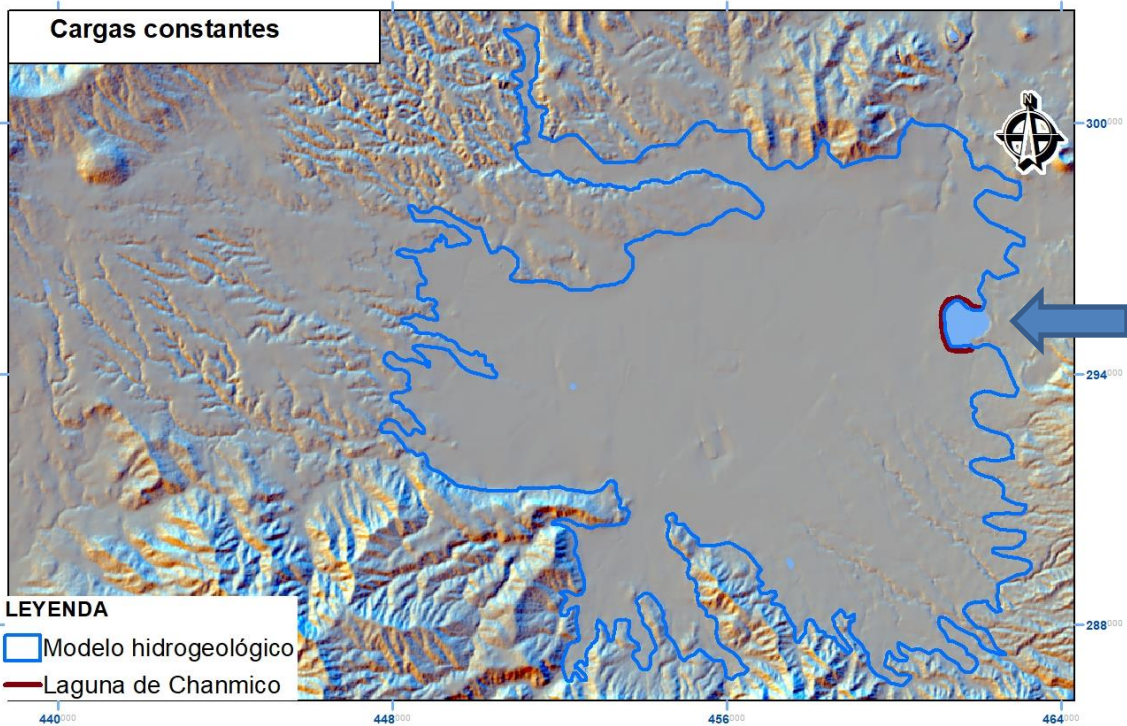 Cargas constantes
N
300000
294000
288000
LEYENDA
Modelo hidrogeológico
Laguna de Chanmico
440000
448000
456000
464000